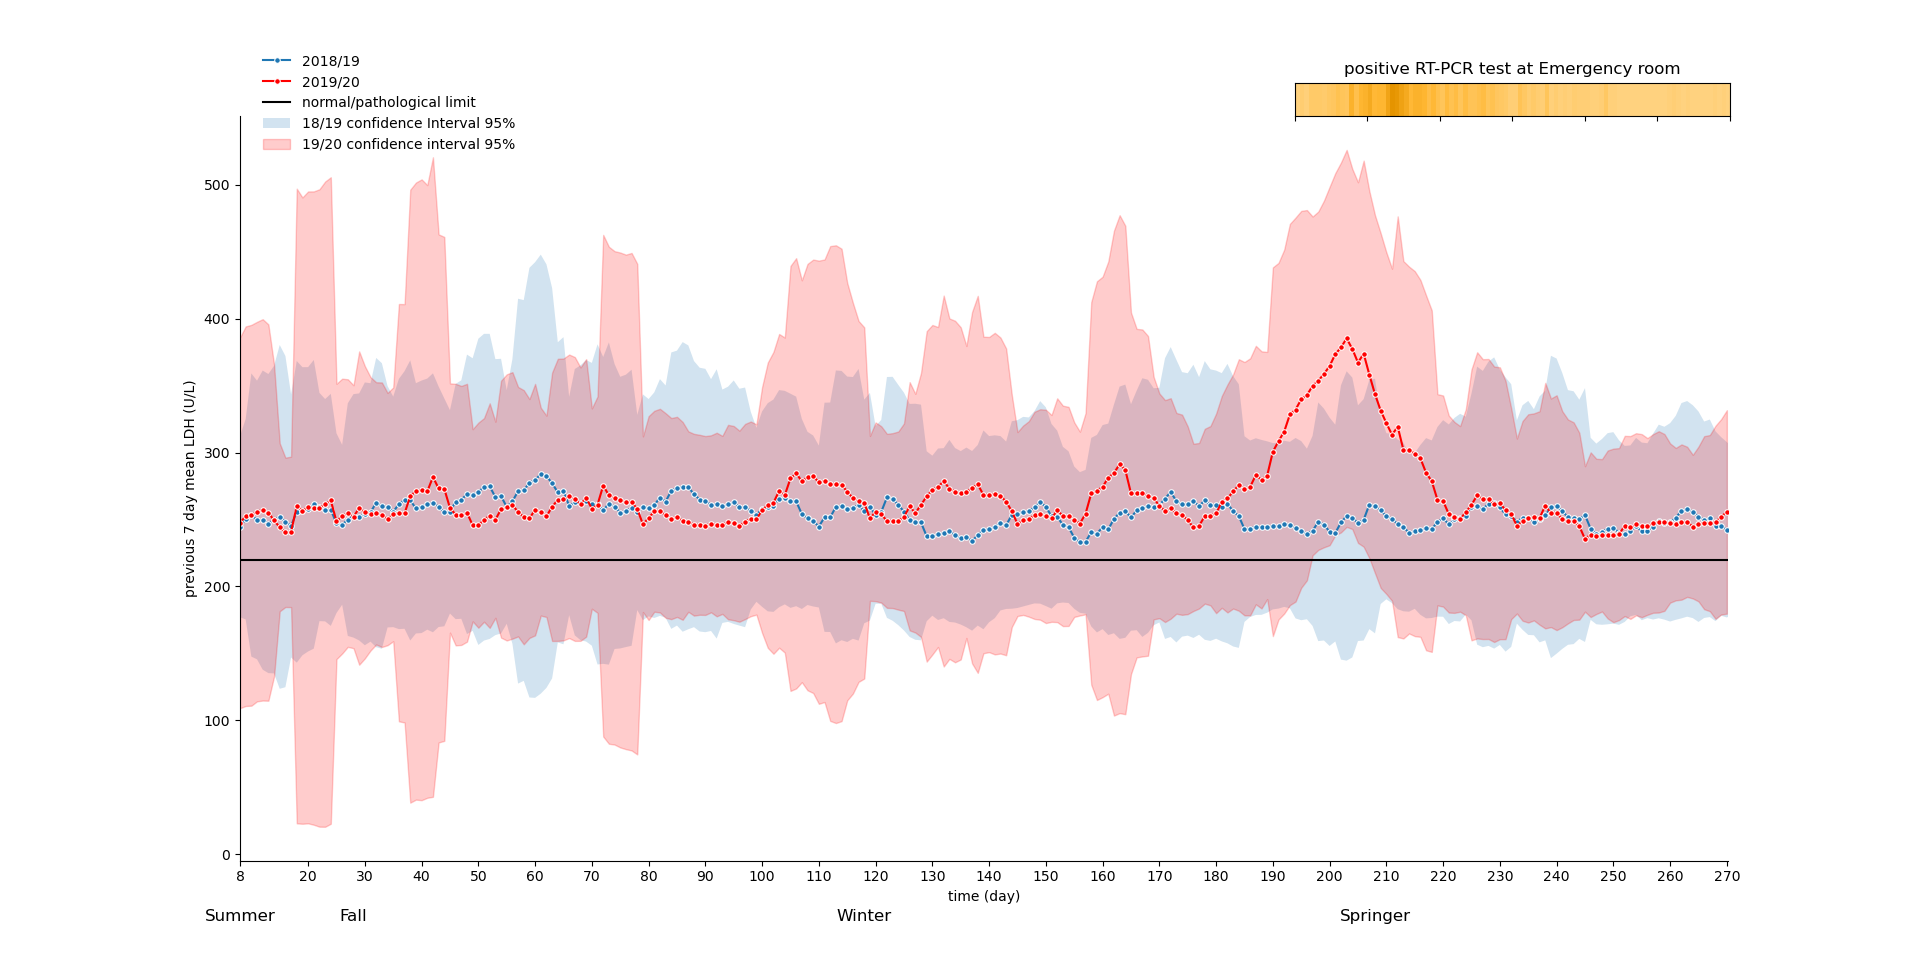 2018/19
2019/20
normal/pathological limit
18/19 confidence Interval 95%
19/20 confidence interval 95%
positive RT-PCR test at Emergency room
previous 7 day mean LDH (U/L)
500
400
300
200
100
0
8 20 30 40 50 60 70 80 90 100 110 120 130 140 150 160 170 180 190 200 210 220 230 240 250 260 270
time (day)
Summer Fall Winter Springer